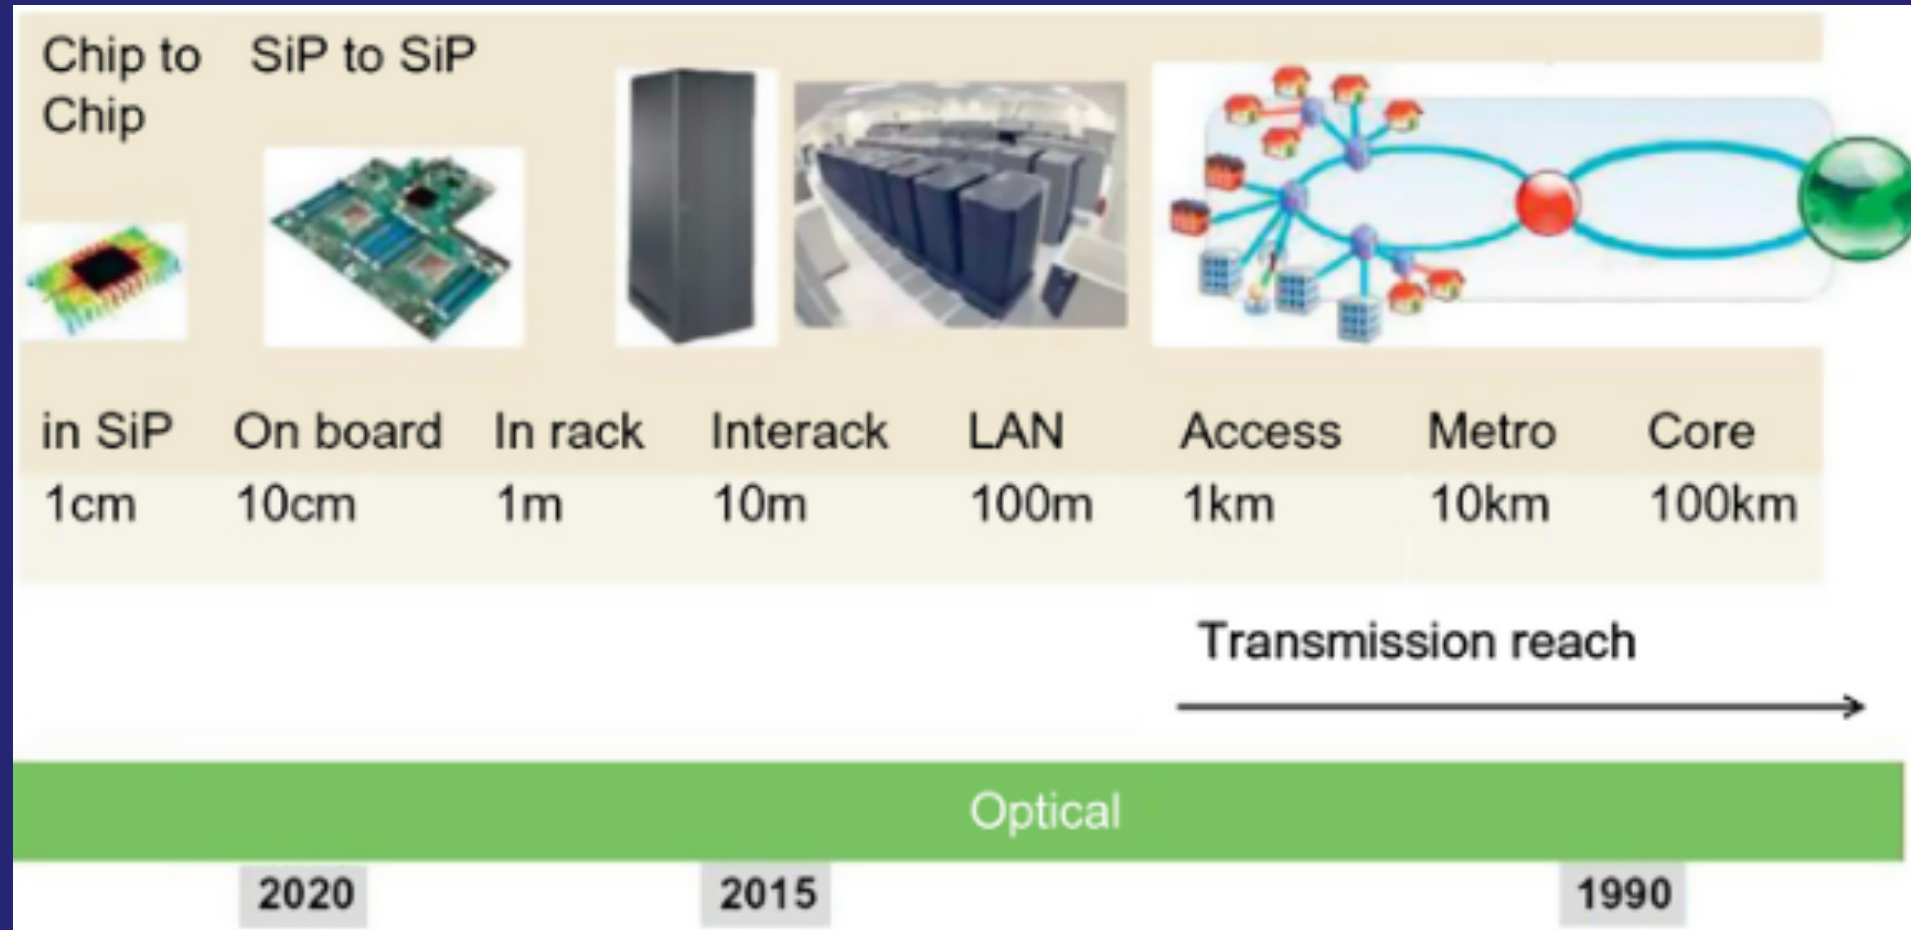 Chip to SiP to SiP
Chip
in SiP On board In rack Interack LAN Access Metro Core
1cm 10cm 1m 10m 100m 1km 10km 100km
Transmission reach
Optical
2020 2015 1990